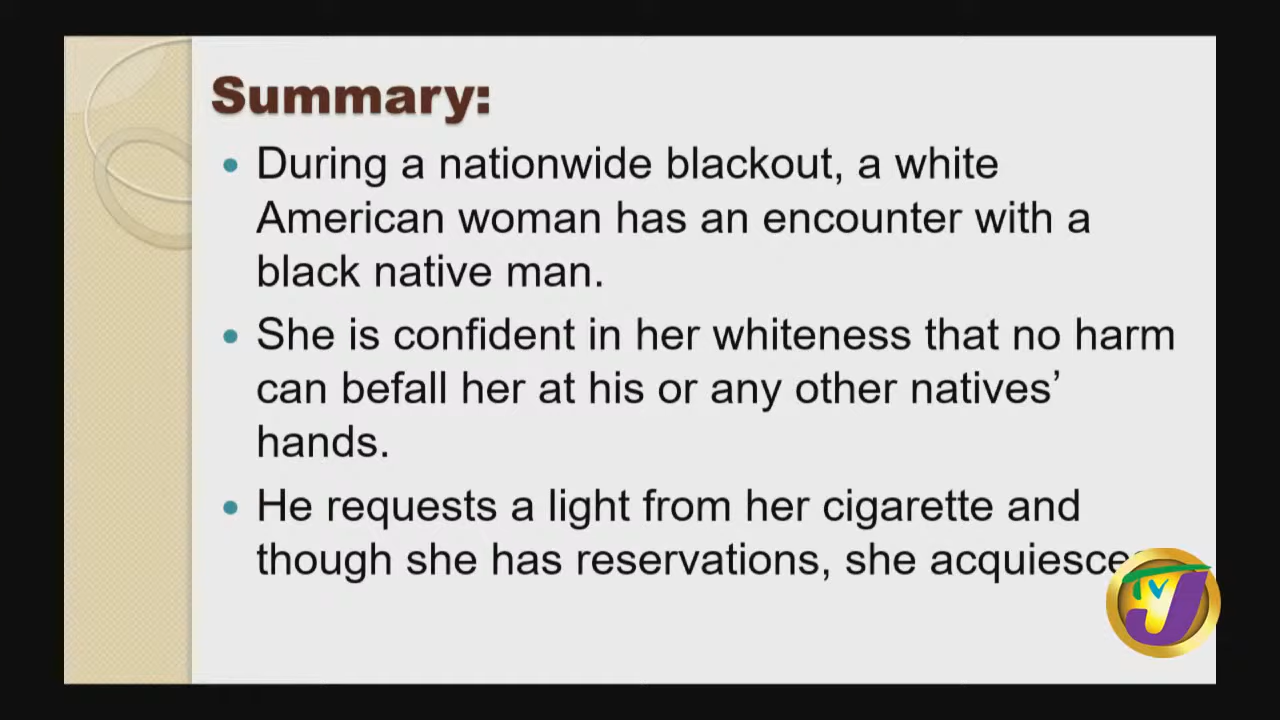 Summary:
During a nationwide blackout, a white
American woman has an encounter with a
black native man.
She is confident in her whiteness that no harm
can befall her at his or any other natives’
hands.
He requests a light from her cigarette and
though she has reservations, she acquiesces
TVJ